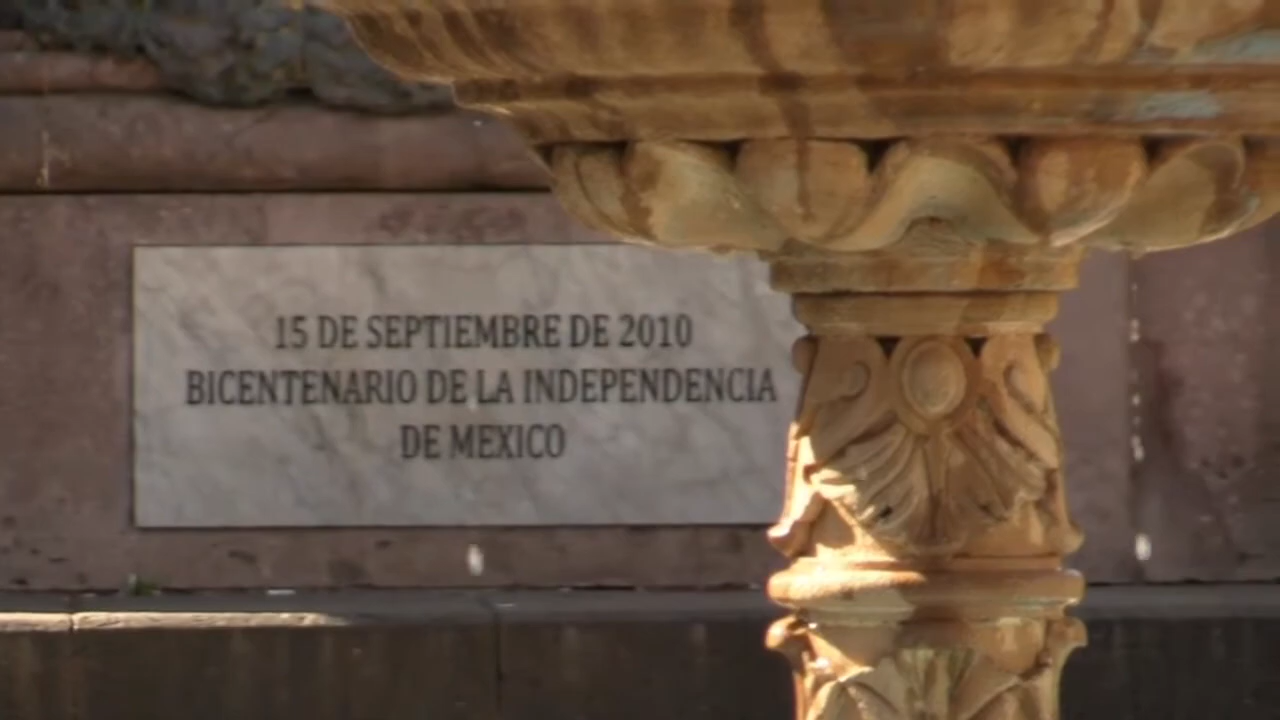 15 DE SEPTIEMBRE DE 2010
BICENTENARIO DE LA INDEPENDENCIA
DE MEXICO